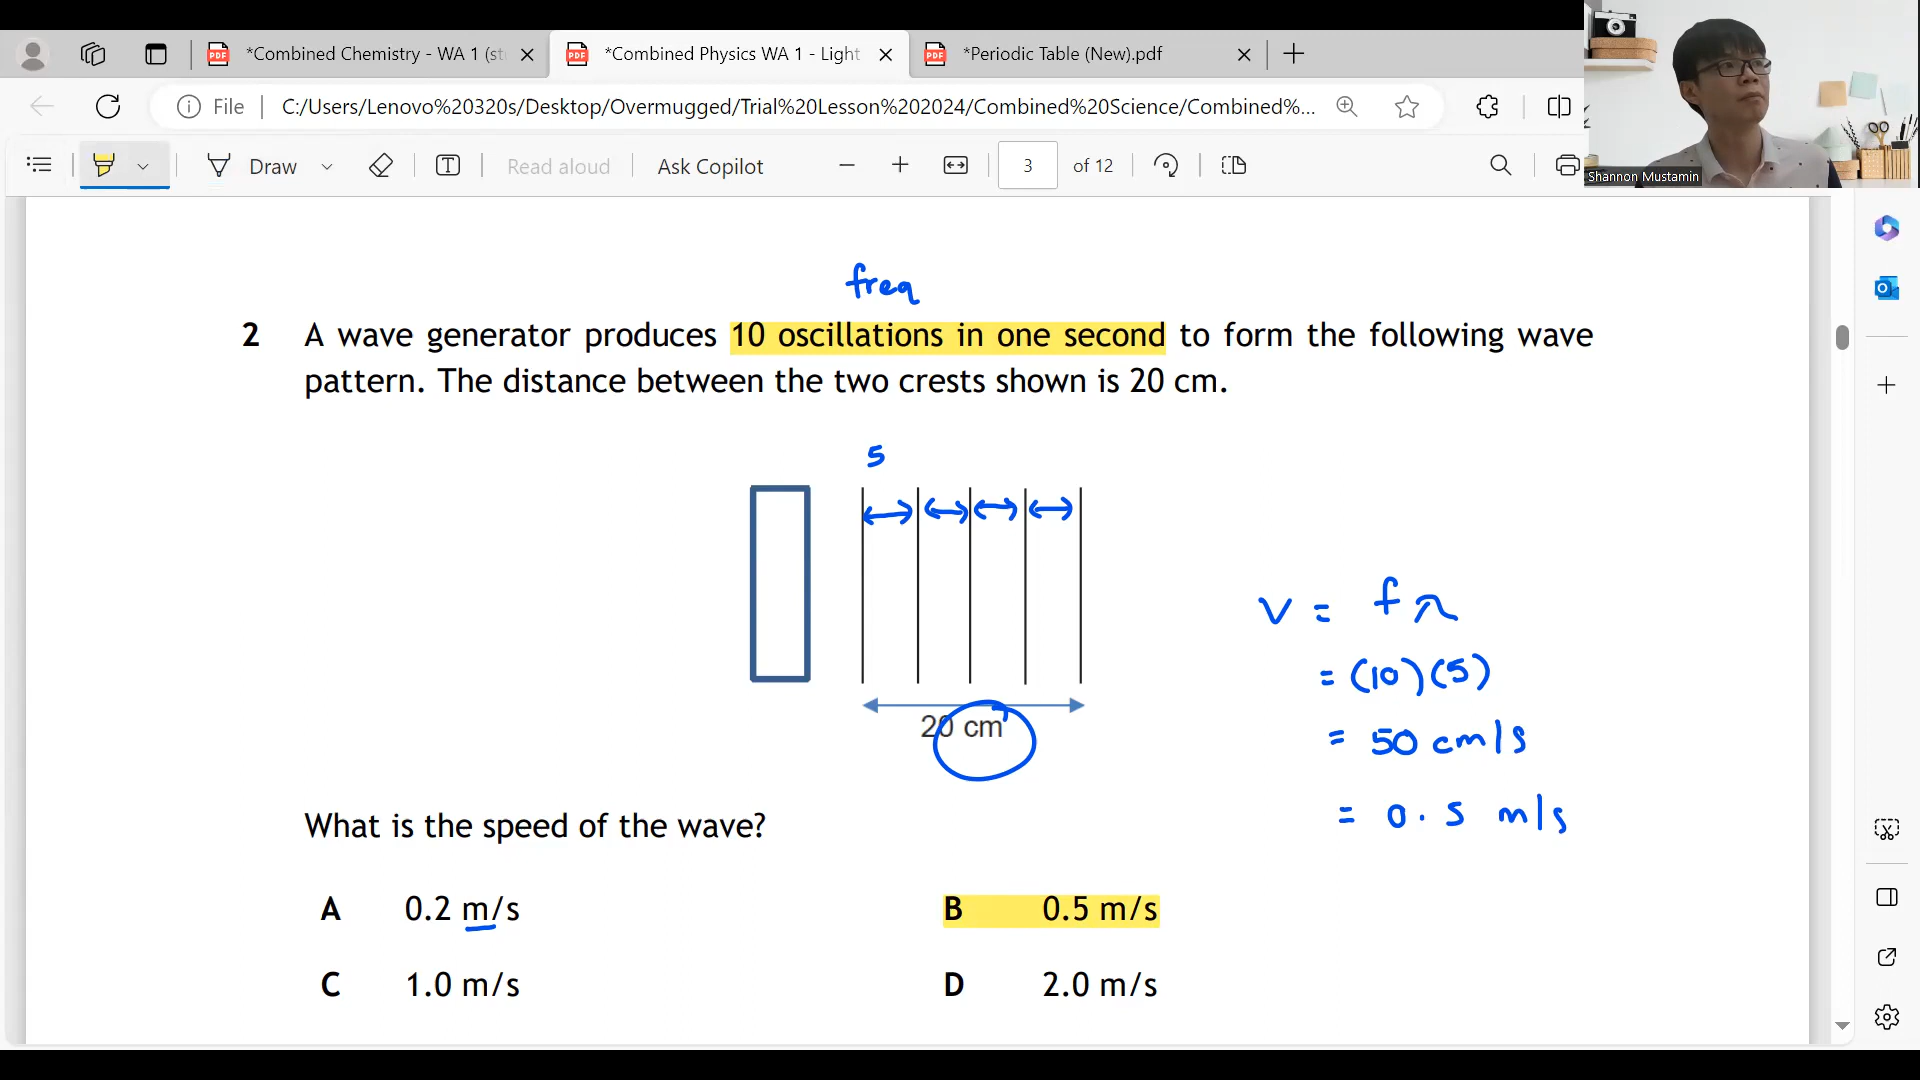 *Combined Chemistry - WA 1 (st
*Combined Physics WA 1 - Light
*Periodic Table (New).pdf
File
C:/Users/Lenovo%20320s/Desktop/Overmugged/Trial%20Lesson%202024/Combined%20Science/Combined%...
Draw
Read aloud
Ask Copilot
3 of 12
Shannon Mustamin
freq
2 A wave generator produces 10 oscillations in one second to form the following wave
pattern. The distance between the two crests shown is 20 cm.
5
20 cm
v = fλ
= (10)(5)
= 50 cm/s
= 0.5 m/s
What is the speed of the wave?
A 0.2 m/s
B 0.5 m/s
C 1.0 m/s
D 2.0 m/s